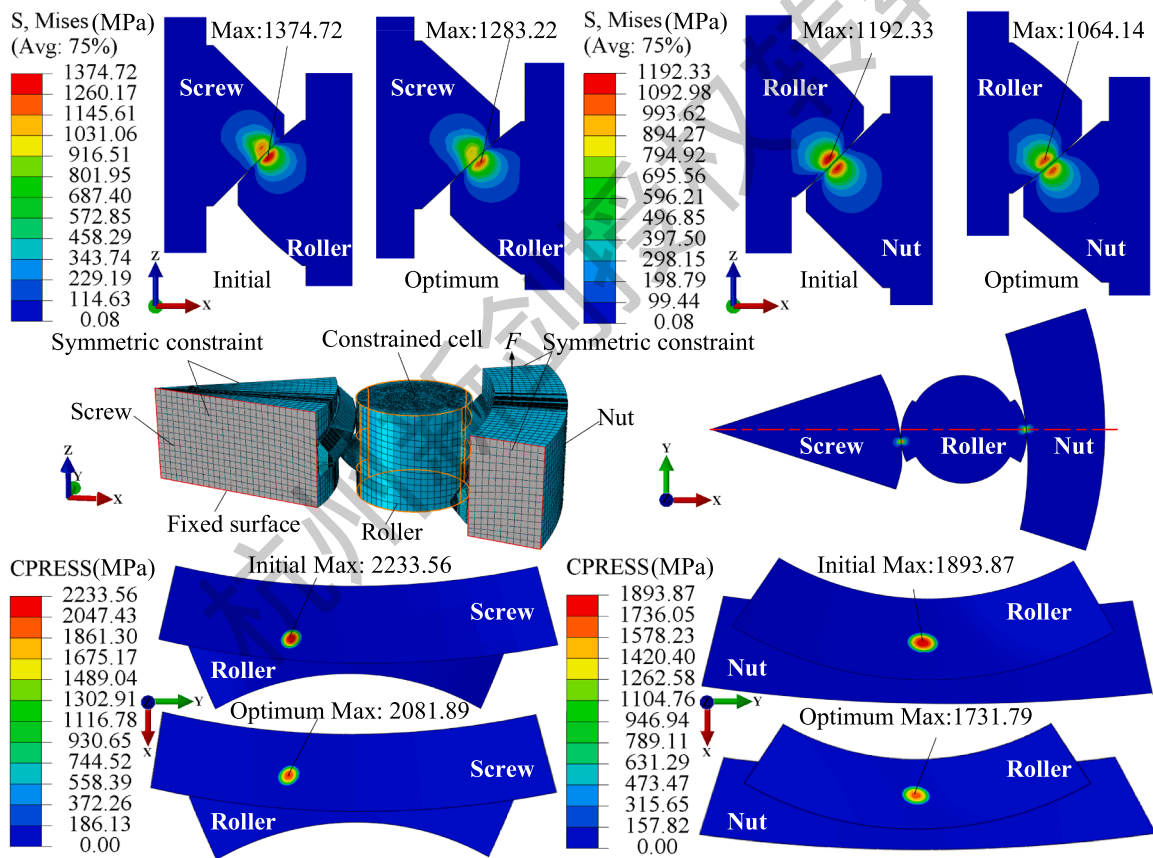 S, Mises (MPa)
(Avg: 75%)
1374.72
1260.17
1145.61
1031.06
916.51
801.95
687.40
572.85
458.29
343.74
229.19
114.63
0.08
Max:1374.72
Screw
Roller
Initial
Z
X
Max:1283.22
Screw
Roller
Optimum
S, Mises (MPa)
(Avg: 75%)
1192.33
1092.98
993.62
894.27
794.92
695.56
596.21
496.85
397.50
298.15
198.79
99.44
0.08
Max:1192.33
Roller
Nut
Initial
Z
X
Max:1064.14
Roller
Nut
Optimum
Symmetric constraint
Constrained cell
F
Symmetric constraint
Screw
Nut
Fixed surface
Roller
Z
Y
X
Screw
Roller
Nut
Y
Z
X
CPRESS(MPa)
2233.56
2047.43
1861.30
1675.17
1489.04
1302.91
1116.78
930.65
744.52
558.39
372.26
186.13
0.00
Initial Max: 2233.56
Screw
Roller
Z
Y
X
Optimum Max: 2081.89
Screw
Roller
CPRESS(MPa)
1893.87
1736.05
1578.23
1420.40
1262.58
1104.76
946.94
789.11
631.29
473.47
315.65
157.82
0.00
Initial Max:1893.87
Roller
Nut
Z
Y
X
Optimum Max:1731.79
Roller
Nut